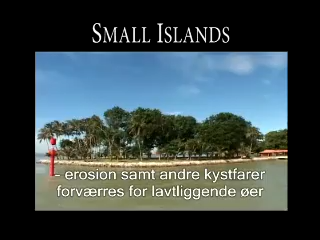 SMALL ISLANDS
– erosion samt andre kystfarer
forværres for lavtliggende øer